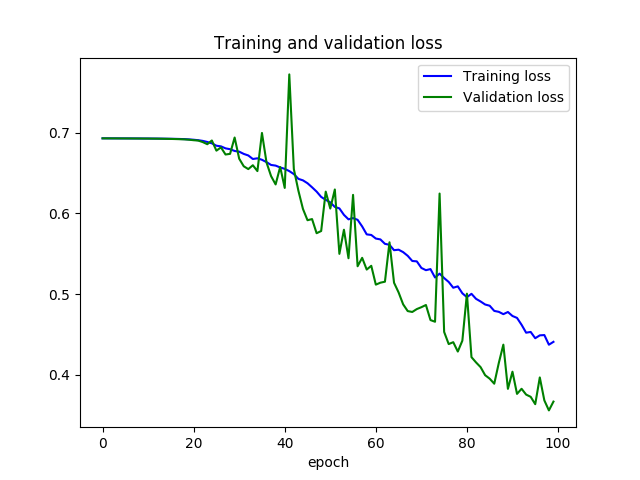 Training and validation loss
Training loss
Validation loss
0.7
0.6
0.5
0.4
0 20 40 60 80 100
epoch